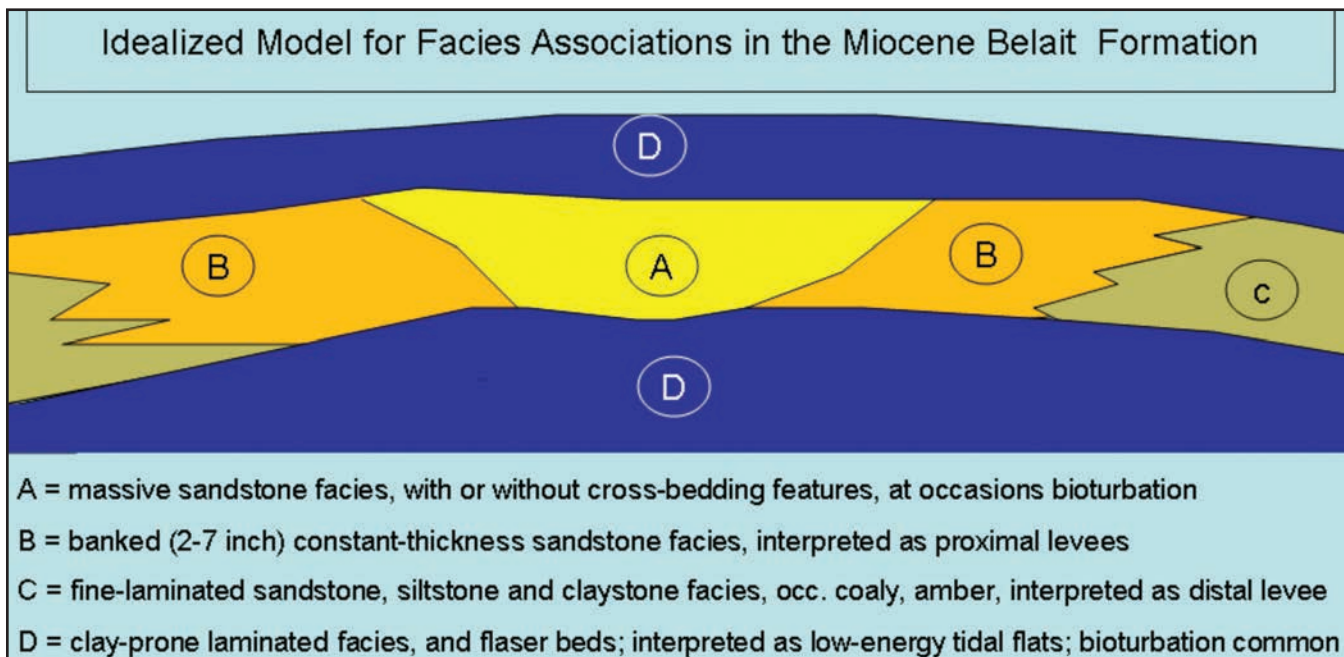 Idealized Model for Facies Associations in the Miocene Belait Formation
D
B
A
B
c
D
A = massive sandstone facies, with or without cross-bedding features, at occasions bioturbation
B = banked (2-7 inch) constant-thickness sandstone facies, interpreted as proximal levees
C = fine-laminated sandstone, siltstone and claystone facies, occ. coaly, amber, interpreted as distal levee
D = clay-prone laminated facies, and flaser beds; interpreted as low-energy tidal flats; bioturbation common